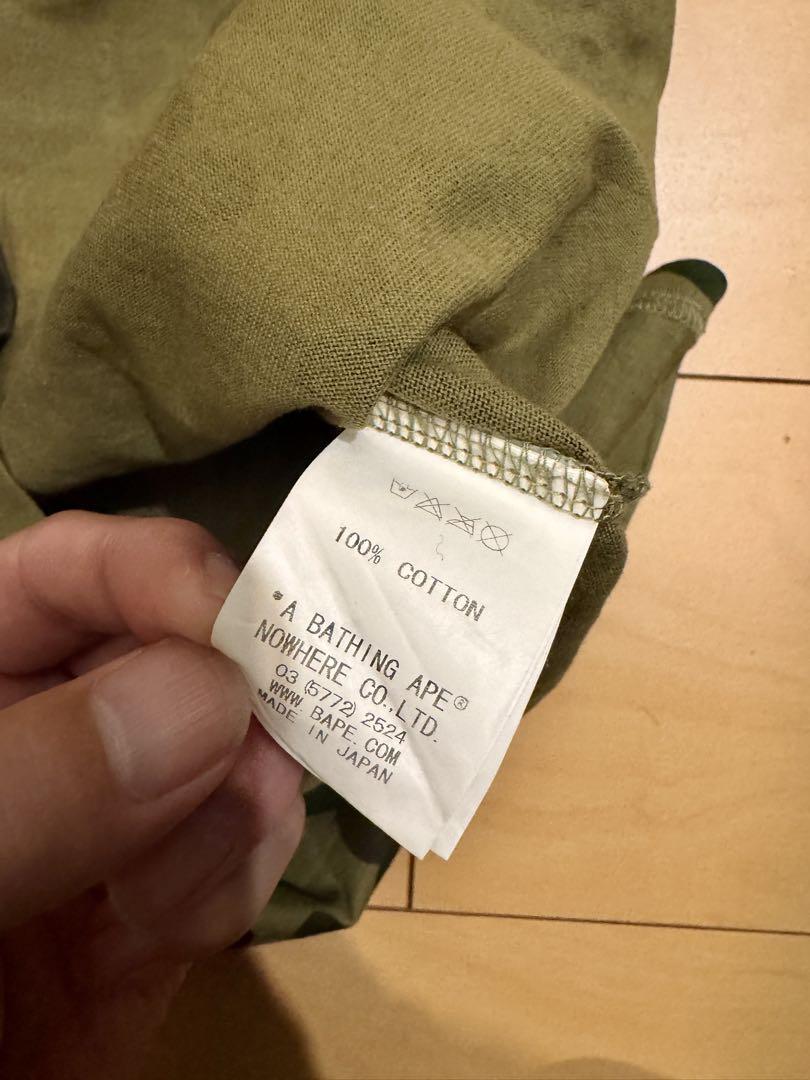 100% COTTON
*A BATHING APE®
NOWHERE CO.,LTD.
03 (5772) 2524
WWW. BAPE. COM
MADE IN JAPAN